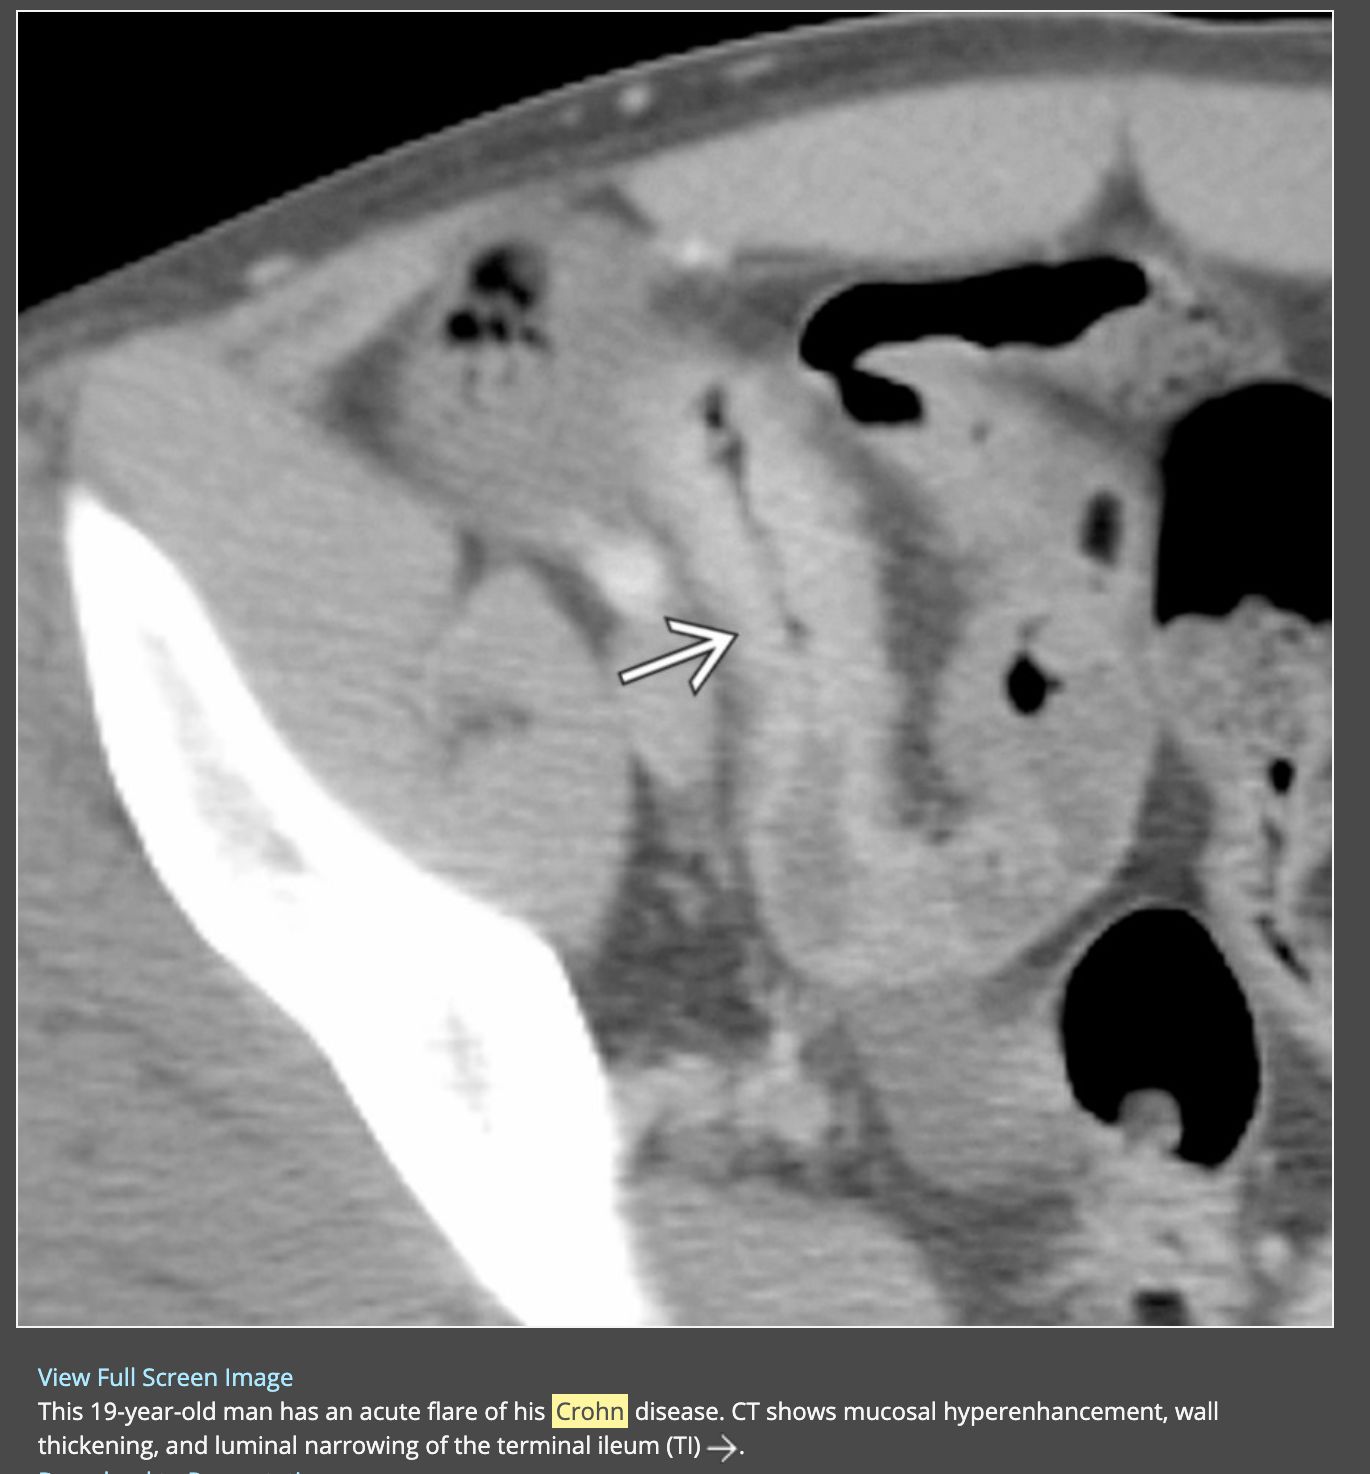 View Full Screen Image
This 19-year-old man has an acute flare of his Crohn disease. CT shows mucosal hyperenhancement, wall
thickening, and luminal narrowing of the terminal ileum (TI) →.